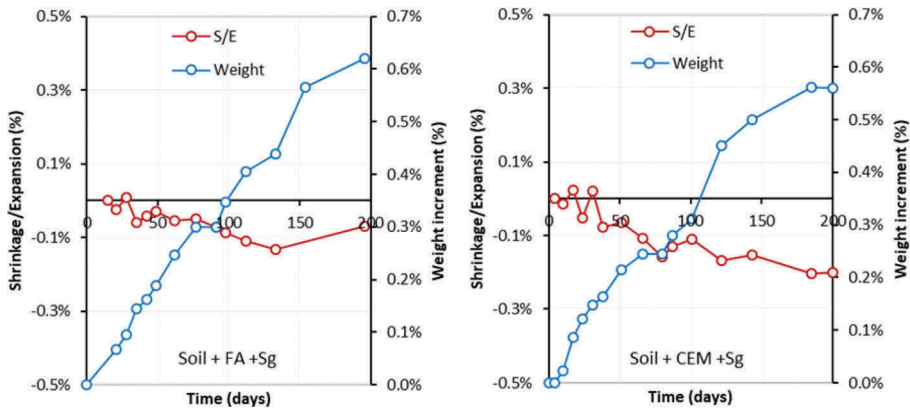 0.5%
0.3%
0.1%
-0.1%
-0.3%
-0.5%
Shrinkage/Expansion (%)
S/E
Weight
0 50 100 150 200
0.7%
0.6%
0.5%
0.4%
0.3%
0.2%
0.1%
0.0%
Weight increment (%)
Soil + FA +Sg
Time (days)
0.5%
0.3%
0.1%
-0.1%
-0.3%
-0.5%
Shrinkage/Expansion (%)
S/E
Weight
0 50 100 150 200
0.7%
0.6%
0.5%
0.4%
0.3%
0.2%
0.1%
0.0%
Weight increment (%)
Soil + CEM +Sg
Time (days)